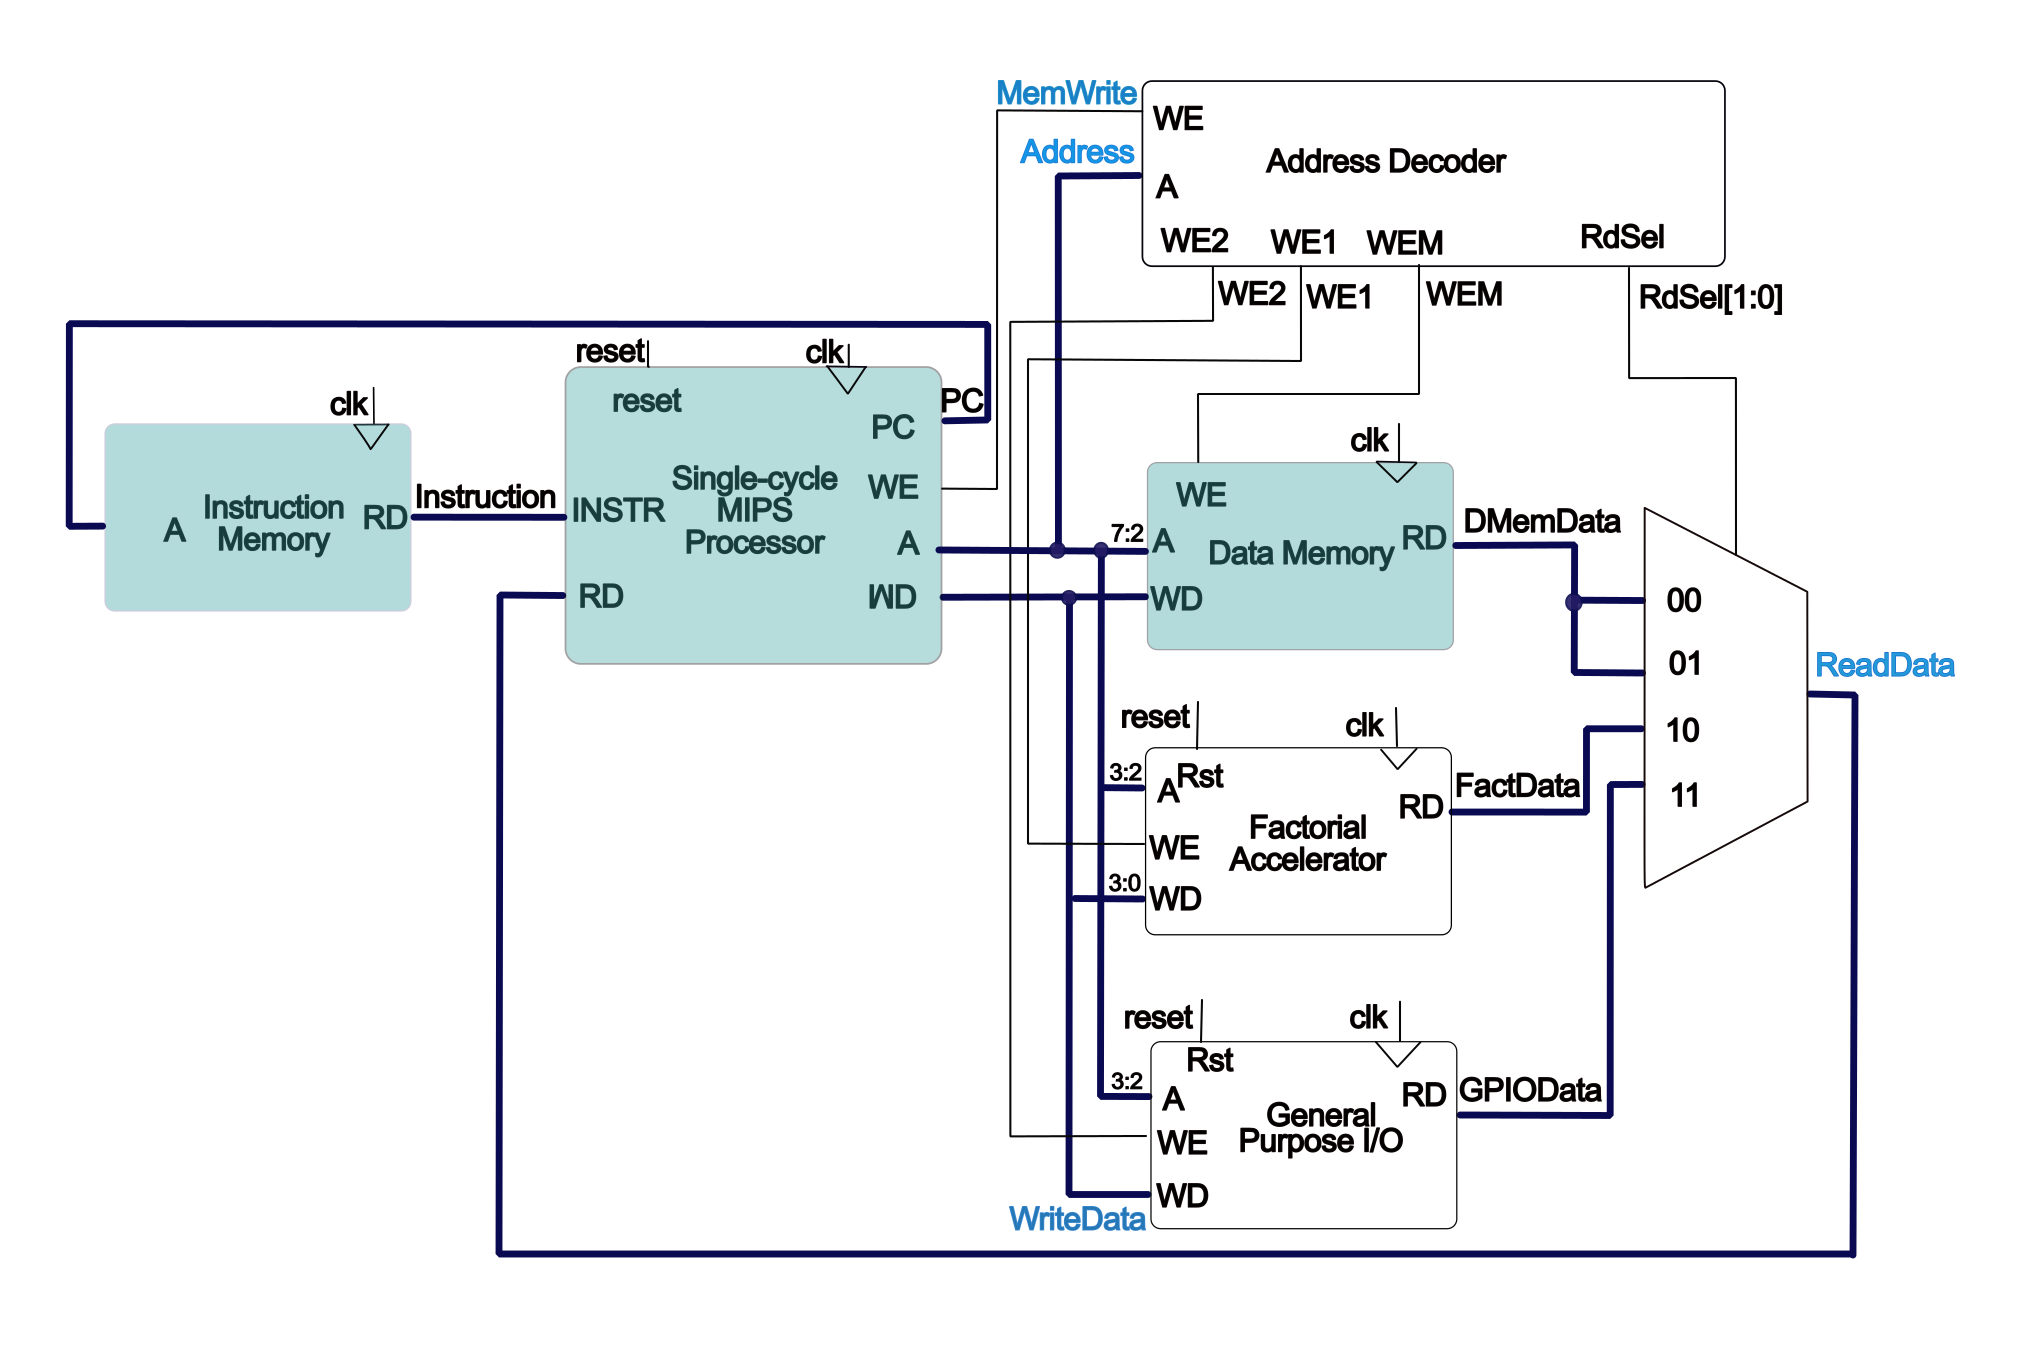 MemWrite
WE
Address
Address Decoder
A
WE2
WE1
WEM
RdSel
WE2
WE1
WEM
RdSel[1:0]
reset
clk
clk
reset
PC
PC
Instruction
Memory
A
RD
Instruction
INSTR
Single-cycle
MIPS
Processor
WE
A
RD
WD
clk
WE
7:2
A
Data Memory
RD
WD
DMemData
00
01
10
11
ReadData
reset
clk
3:2
A
Rst
RD
FactData
Factorial
Accelerator
WE
3:0
WD
reset
clk
Rst
3:2
A
RD
GPIOData
General
Purpose I/O
WE
WD
WriteData